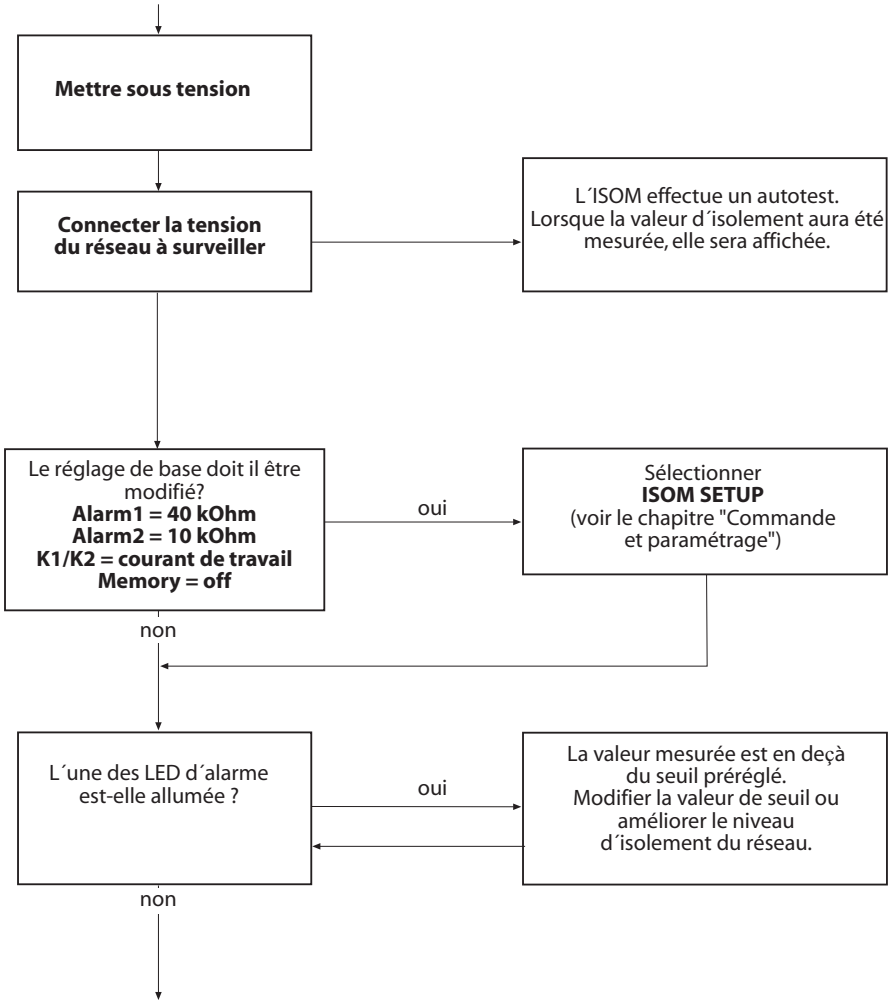 Mettre sous tension
Connecter la tension
du réseau à surveiller
L´ISOM effectue un autotest.
Lorsque la valeur d´isolement aura été
mesurée, elle sera affichée.
Le réglage de base doit il être
modifié?
Alarm1 = 40 kOhm
Alarm2 = 10 kOhm
K1/K2 = courant de travail
Memory = off
oui
Sélectionner
ISOM SETUP
(voir le chapitre "Commande
et paramétrage")
non
L´une des LED d´alarme
est-elle allumée ?
oui
La valeur mesurée est en deçà
du seuil préréglé.
Modifier la valeur de seuil ou
améliorer le niveau
d´isolement du réseau.
non